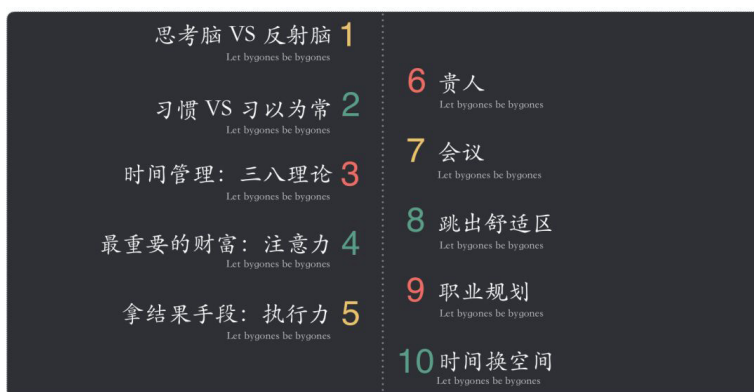 思考脑 VS 反射脑 1
Let bygones be bygones
习惯 VS 习以为常 2
Let bygones be bygones
时间管理：三八理论 3
Let bygones be bygones
最重要的财富：注意力 4
Let bygones be bygones
拿结果手段：执行力 5
Let bygones be bygones
6 贵人
Let bygones be bygones
7 会议
Let bygones be bygones
8 跳出舒适区
Let bygones be bygones
9 职业规划
Let bygones be bygones
10 时间换空间
Let bygones be bygones